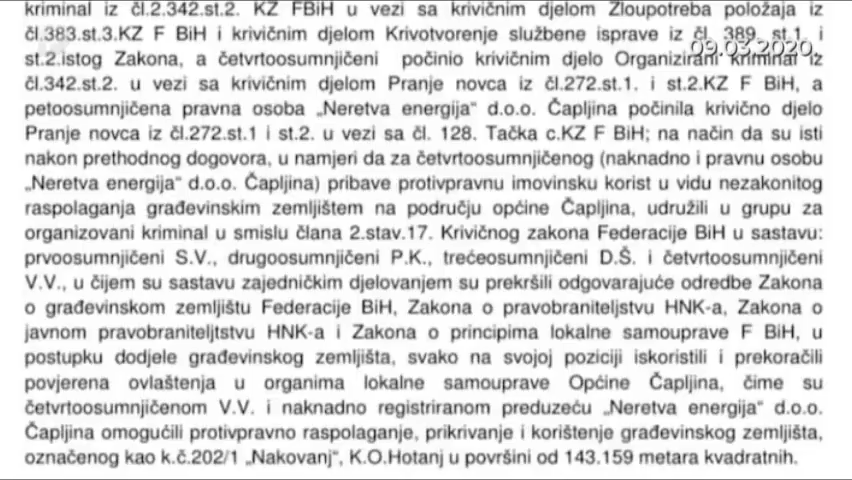 kriminal iz čl.2.342.st.2. KZ FBiH u vezi sa krivičnim djelom Zloupotreba položaja iz
čl.383.st.3.KZ F BiH i krivičnim djelom Krivotvorenje službene isprave iz čl. 389. st.1. i
09.03.2020.
st.2.istog Zakona, a četvrtoosumnjičeni počinio krivičnim djelo Organizirani kriminal iz
čl.342.st.2. u vezi sa krivičnim djelom Pranje novca iz čl.272.st.1. i st.2.KZ F BiH, a
petoosumnjičena pravna osoba „Neretva energija" d.o.o. Čapljina počinila krivično djelo
Pranje novca iz čl.272.st.1 i st.2. u vezi sa čl. 128. Tačka c.KZ F BiH; na način da su isti
nakon prethodnog dogovora, u namjeri da za četvrtoosumnjičenog (naknadno i pravnu osobu
„Neretva energija" d.o.o. Čapljina) pribave protivpravnu imovinsku korist u vidu nezakonitog
raspolaganja građevinskim zemljištem na području općine Čapljina, udružili u grupu za
organizovani kriminal u smislu člana 2.stav.17. Krivičnog zakona Federacije BiH u sastavu:
prvoosumnjičeni S.V., drugoosumnjičeni P.K., trećeosumnjičeni D.Š. i četvrtoosumnjičeni
V.V., u čijem su sastavu zajedničkim djelovanjem su prekršili odgovarajuće odredbe Zakona
o građevinskom zemljištu Federacije BiH, Zakona o pravobraniteljstvu HNK-a, Zakona o
javnom pravobraniteljtstvu HNK-a i Zakona o principima lokalne samouprave F BiH, u
postupku dodjele građevinskog zemljišta, svako na svojoj poziciji iskoristili i prekoračili
povjerena ovlaštenja u organima lokalne samouprave Općine Čapljina, čime su
četvrtoosumnjičenom V.V. i naknadno registriranom preduzeću „Neretva energija" d.o.o.
Čapljina omogućili protivpravno raspolaganje, prikrivanje i korištenje građevinskog zemljišta,
označenog kao k.č.202/1 „Nakovanj", K.O.Hotanj u površini od 143.159 metara kvadratnih.